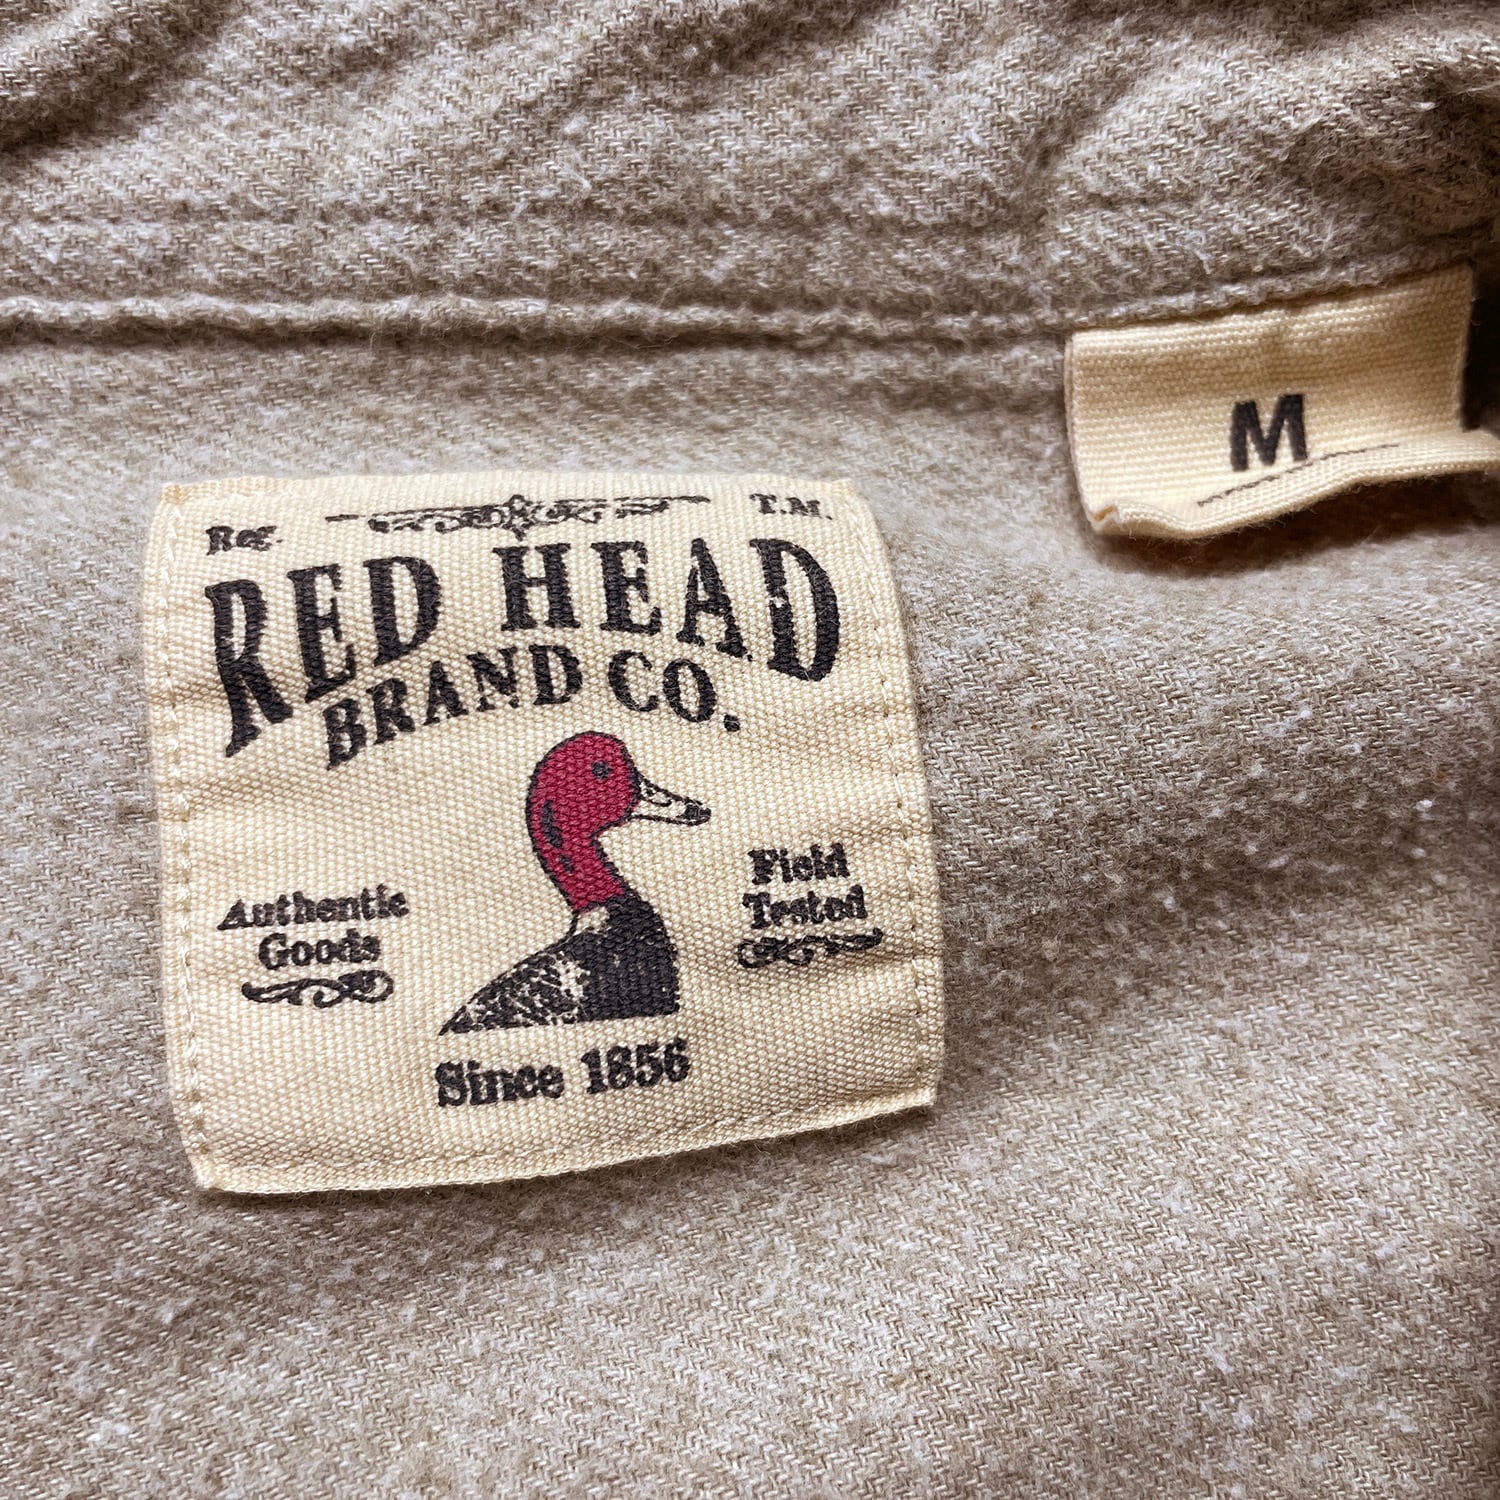 Reg. T.M.
RED HEAD
BRAND CO.
Authentic
Goods
Field
Tested
Since 1856
M